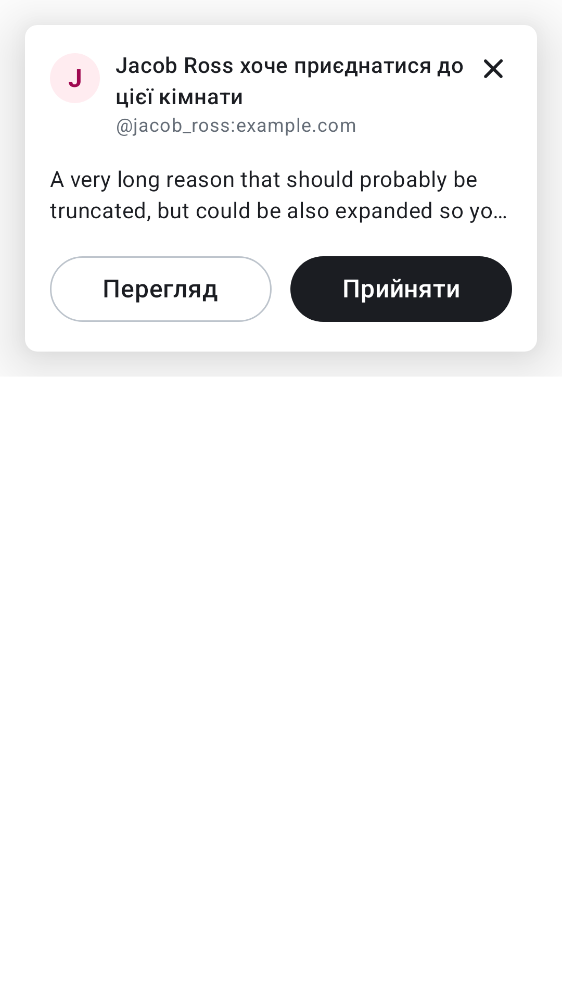 J
Jacob Ross хоче приєднатися до
цієї кімнати
@jacob_ross:example.com
A very long reason that should probably be
truncated, but could be also expanded so yo…
Перегляд
Прийняти